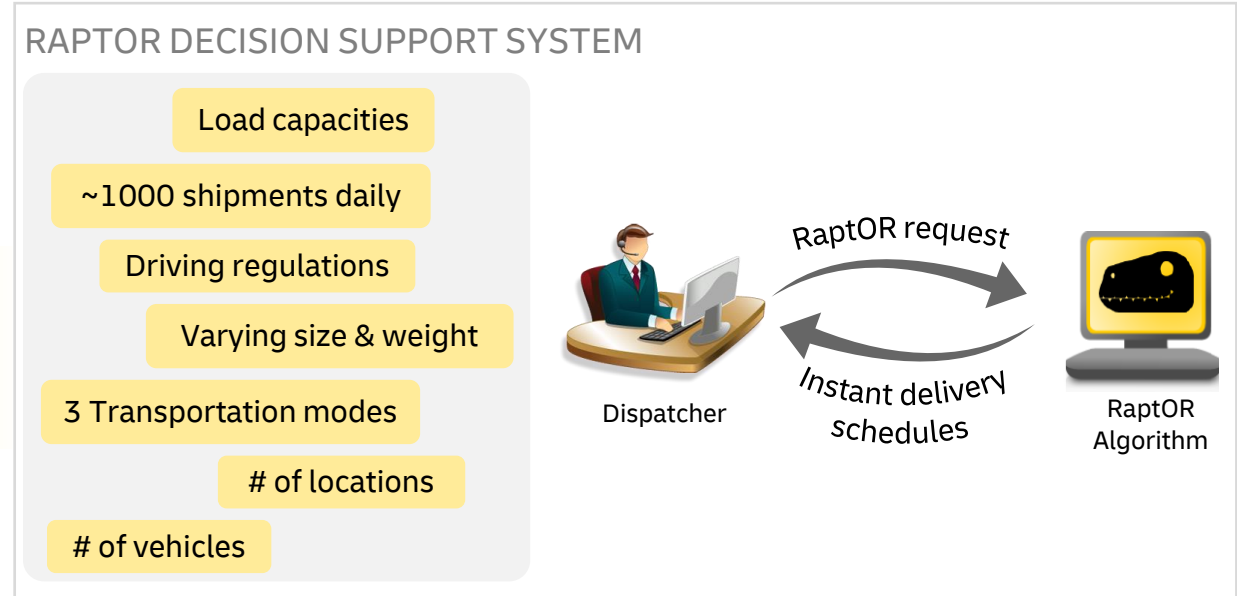 RAPTOR DECISION SUPPORT SYSTEM
Load capacities
~1000 shipments daily
Driving regulations
Varying size & weight
3 Transportation modes
# of locations
# of vehicles
RaptOR request
Instant delivery
schedules
Dispatcher
RaptOR
Algorithm